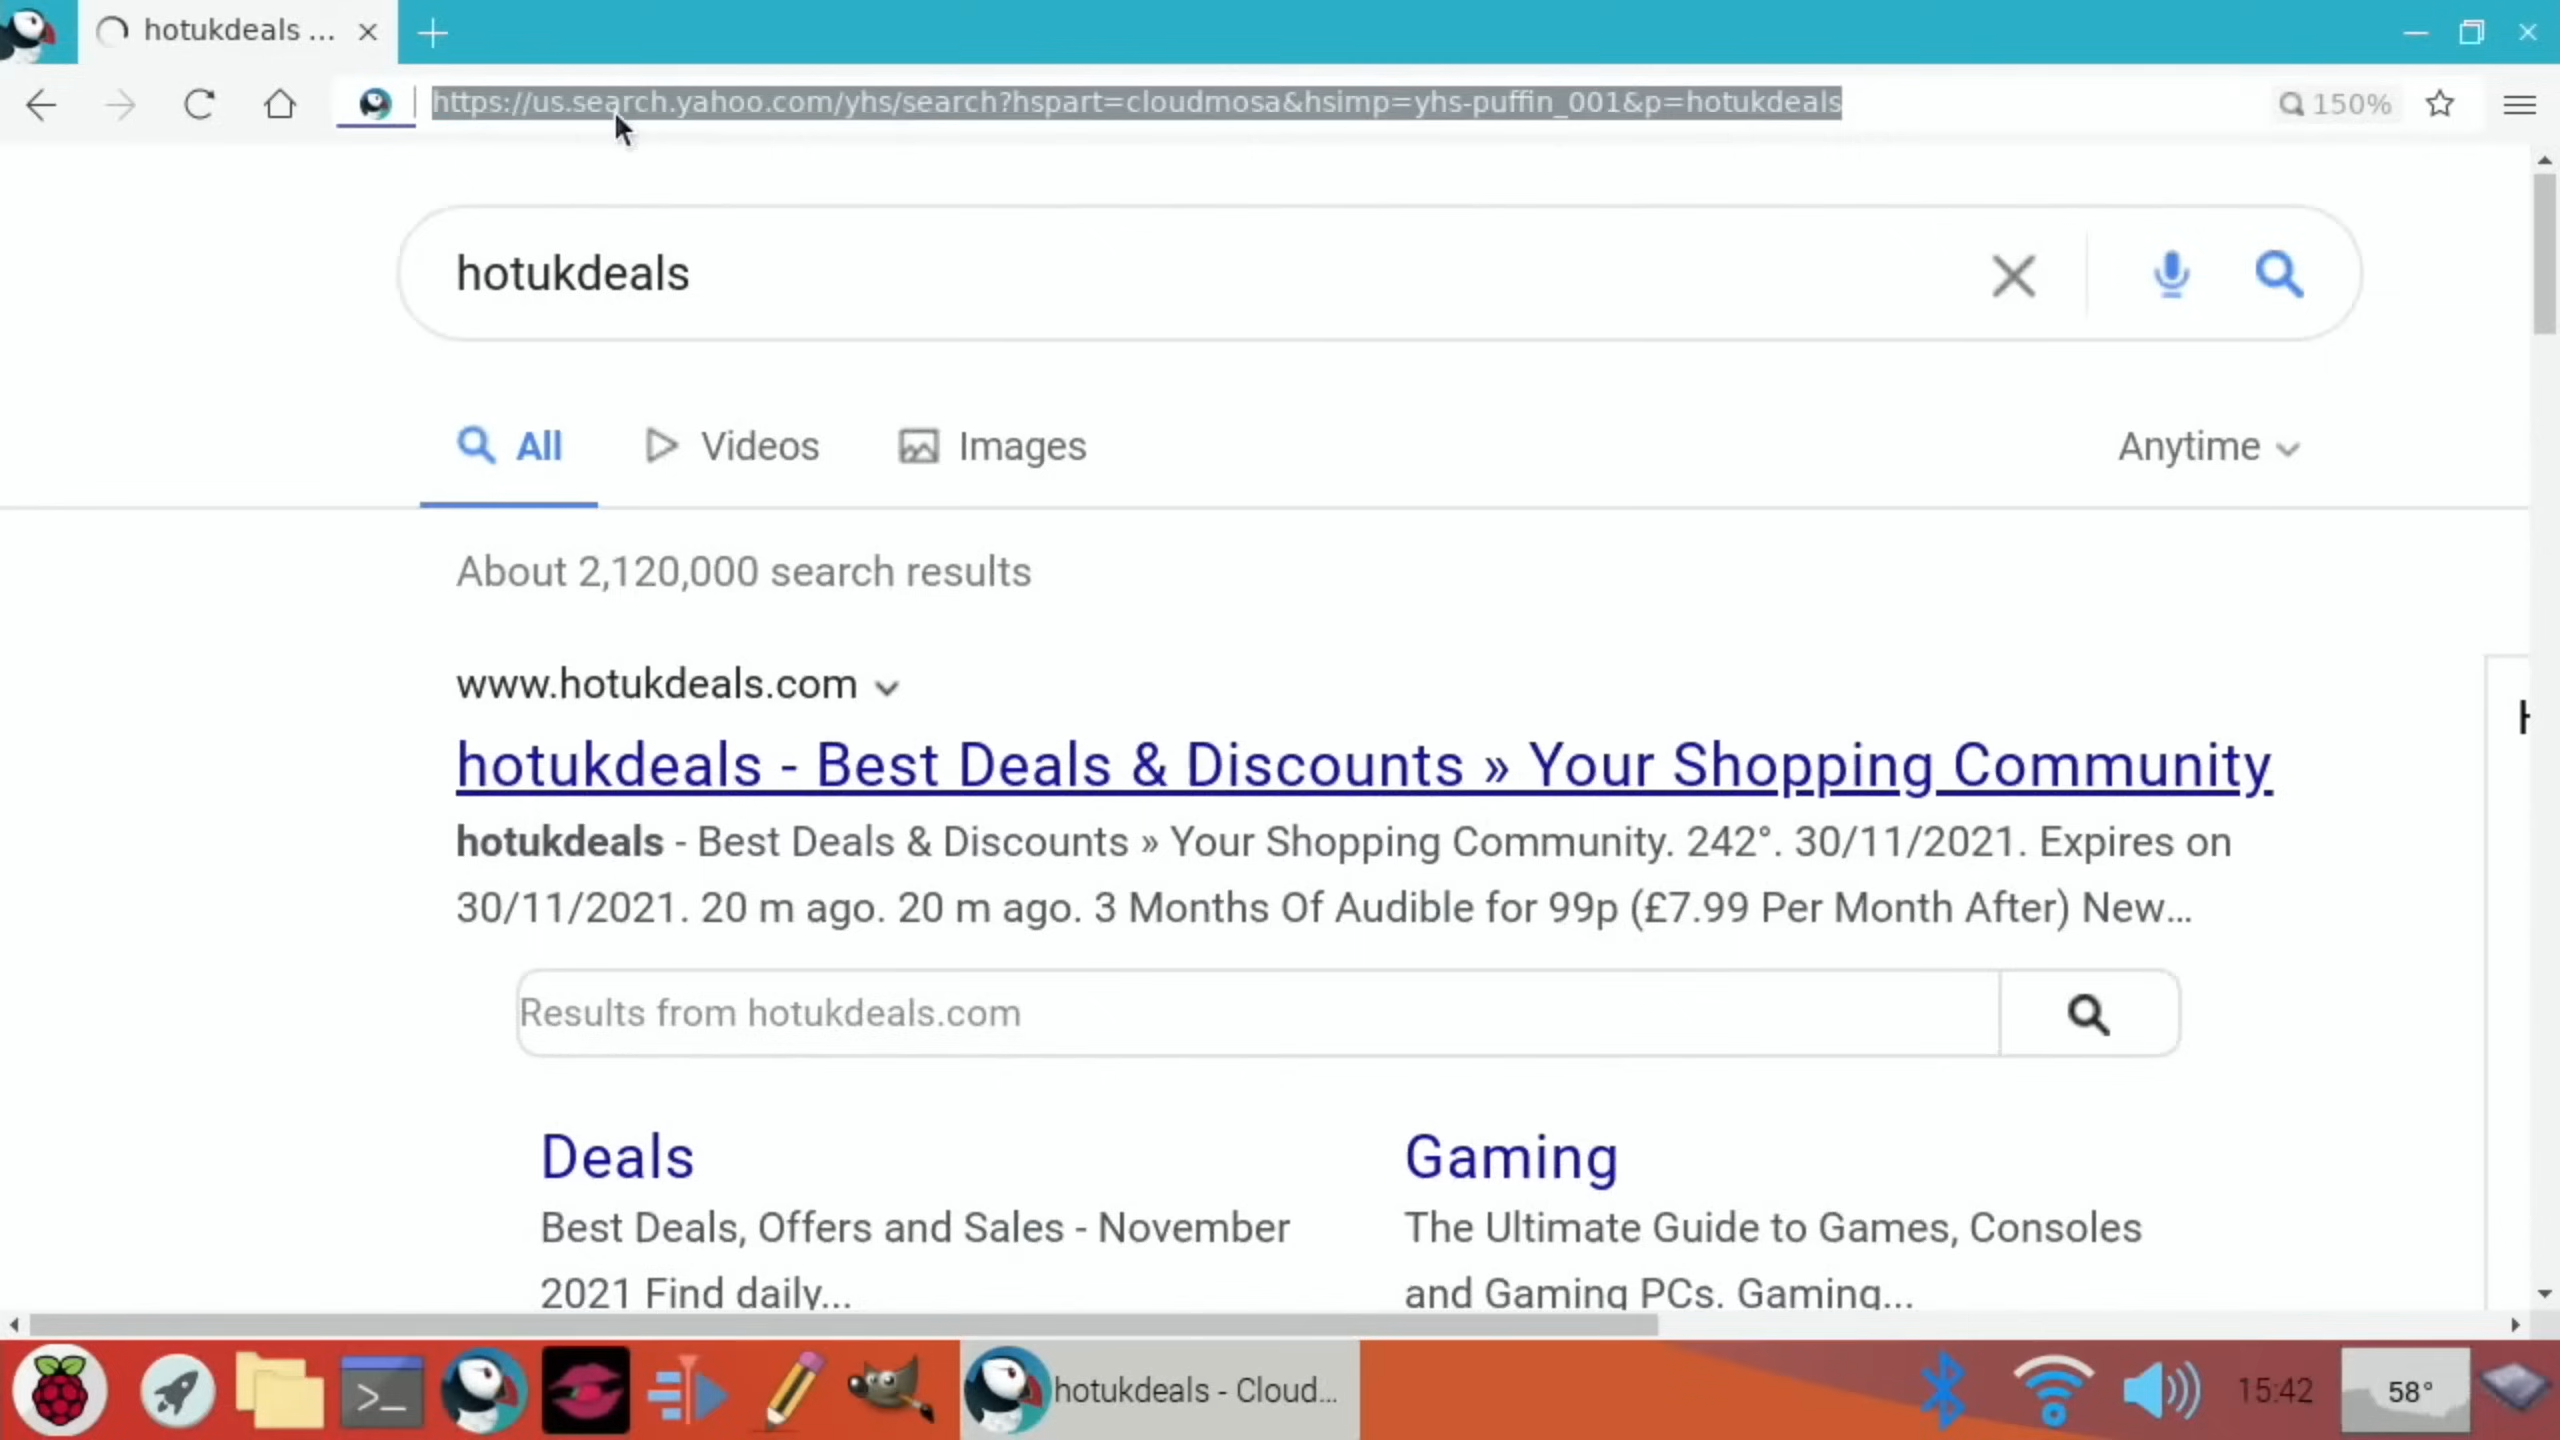 hotukdeals ...
https://us.search.yahoo.com/yhs/search?hspart=cloudmosa&hsimp=yhs-puffin_001&p=hotukdeals
150%
hotukdeals
All
Videos
Images
Anytime
About 2,120,000 search results
www.hotukdeals.com
hotukdeals - Best Deals & Discounts » Your Shopping Community
hotukdeals - Best Deals & Discounts » Your Shopping Community. 242°. 30/11/2021. Expires on
30/11/2021. 20 m ago. 20 m ago. 3 Months Of Audible for 99p (£7.99 Per Month After) New...
Results from hotukdeals.com
Deals
Gaming
Best Deals, Offers and Sales - November
2021 Find daily...
The Ultimate Guide to Games, Consoles
and Gaming PCs. Gaming...
>_
hotukdeals - Cloud...
15:42
58°